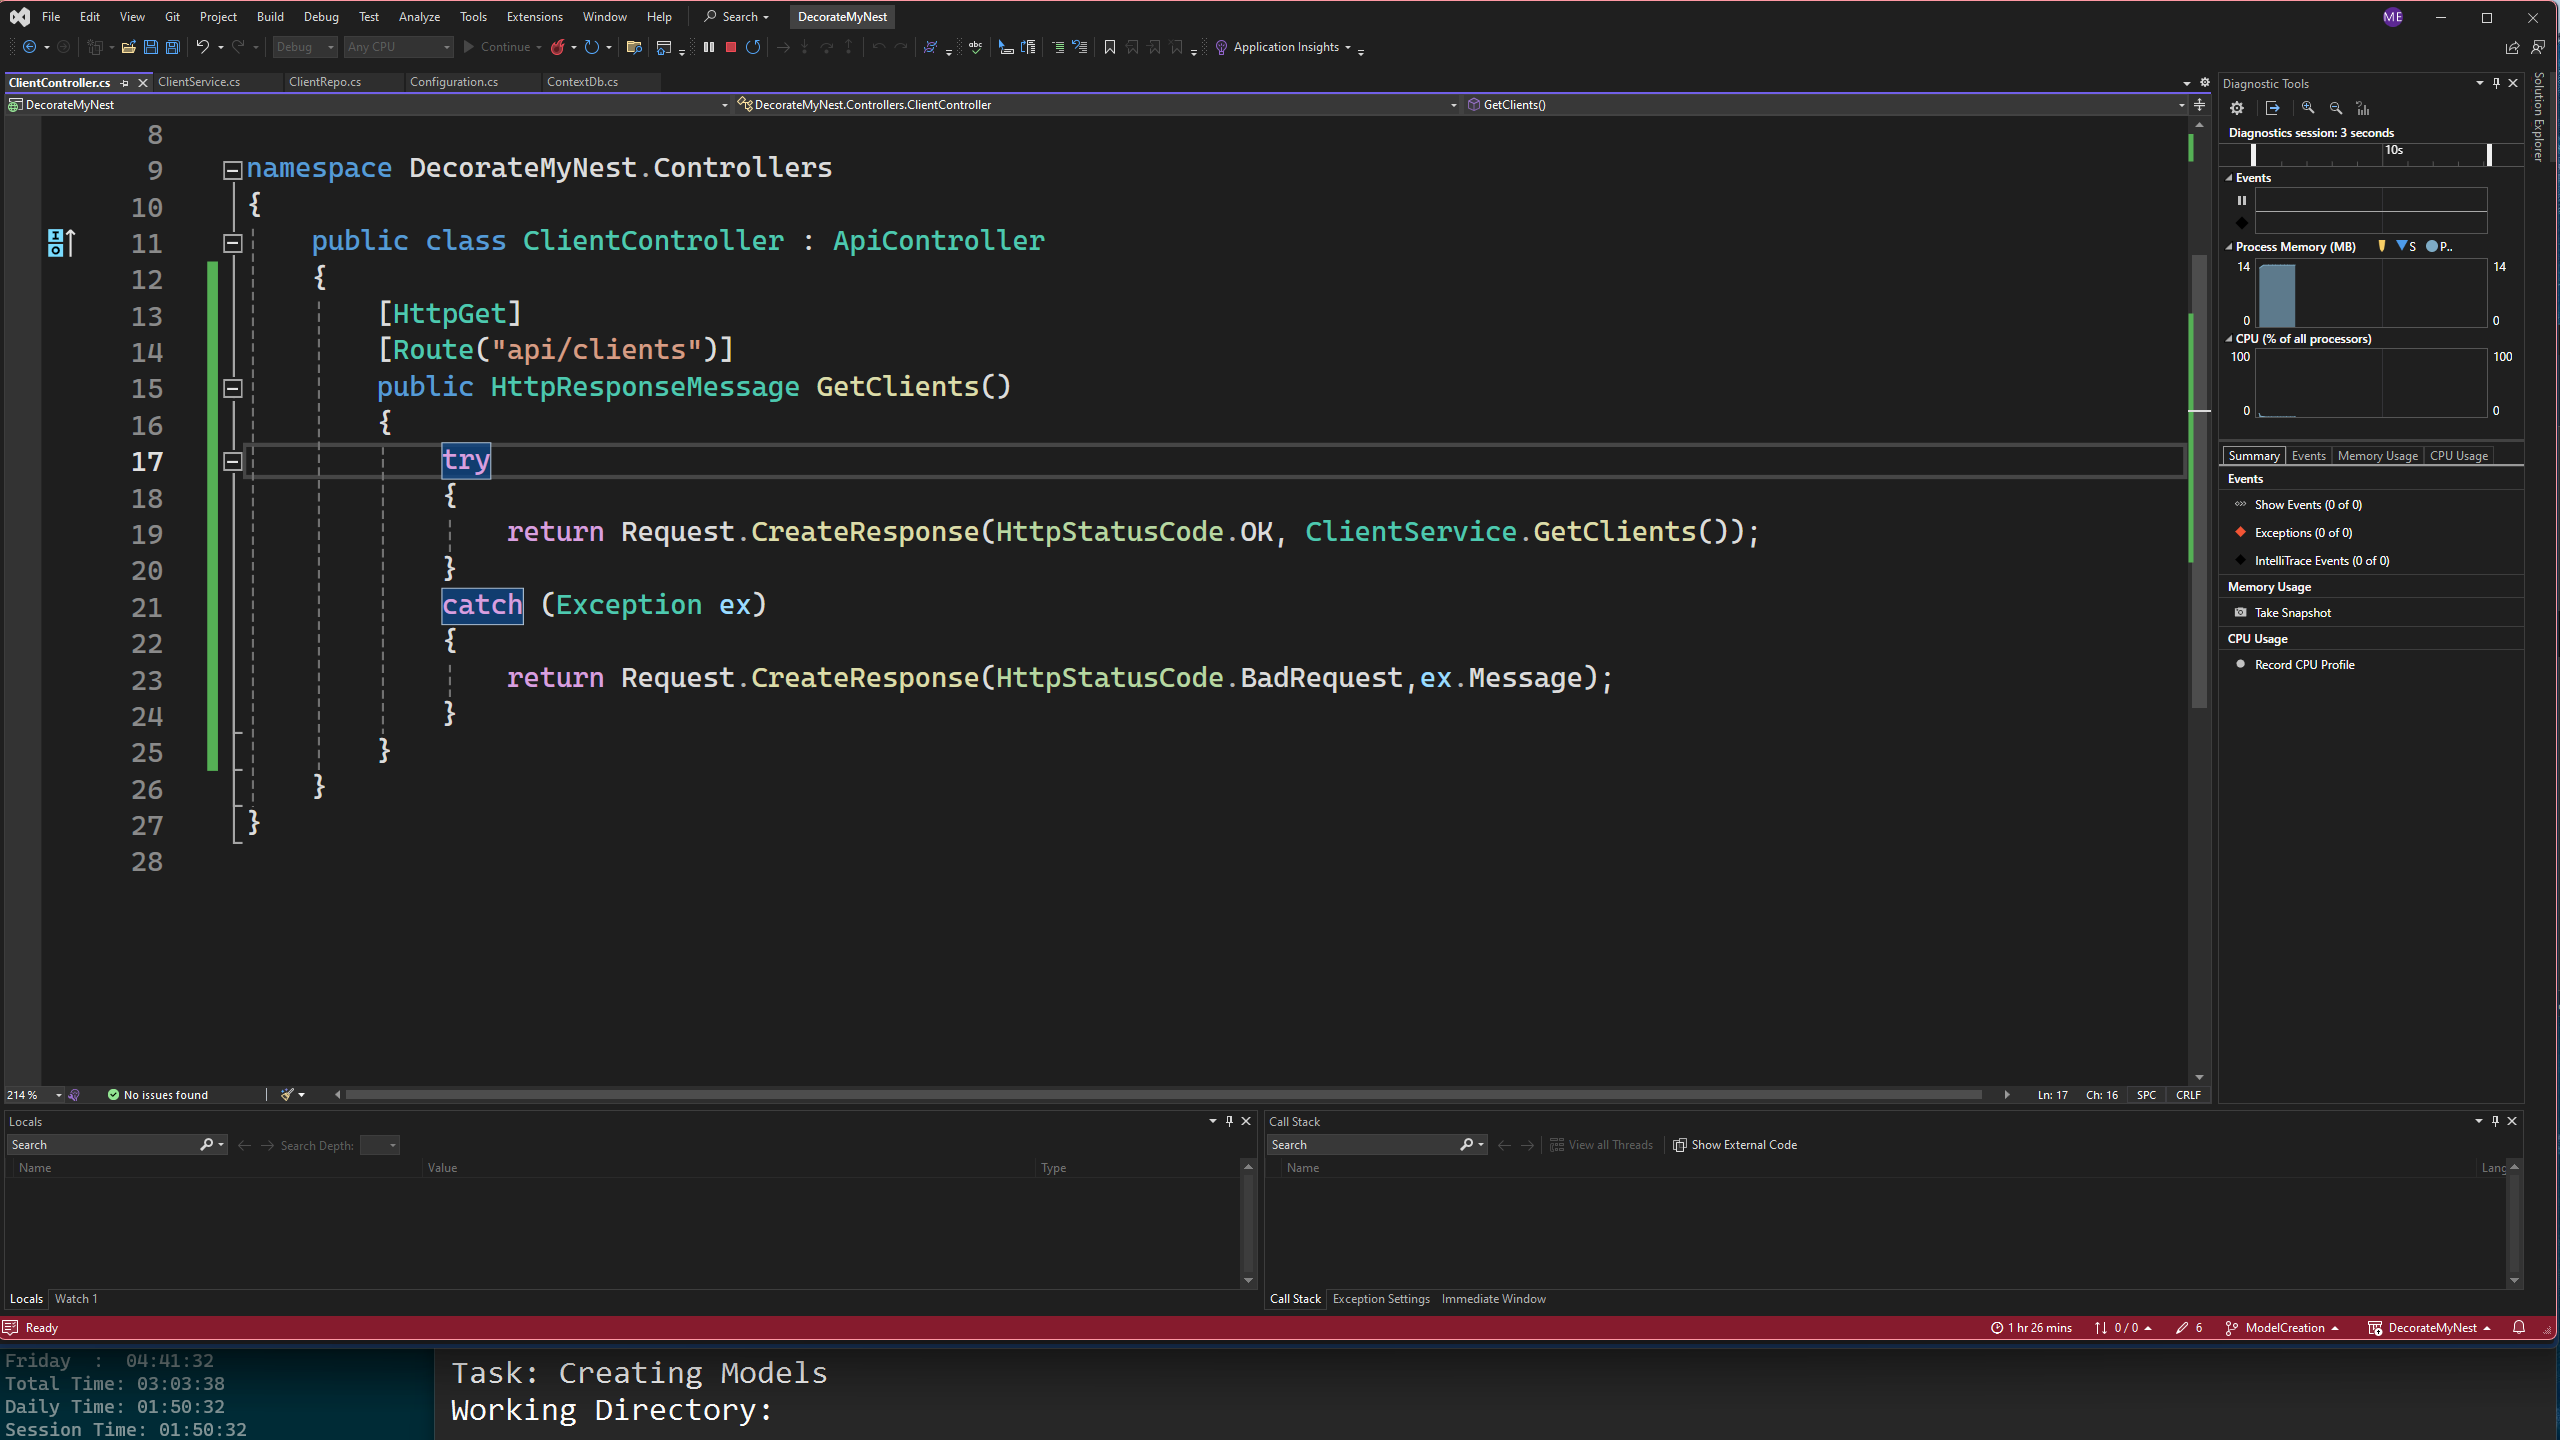 File Edit View Git Project Build Debug Test Analyze Tools Extensions Window Help Search DecorateMyNest ME
Debug Any CPU Continue Application Insights
ClientController.cs ClientService.cs ClientRepo.cs Configuration.cs ContextDb.cs
DecorateMyNest DecorateMyNest.Controllers.ClientController GetClients()
8
9 namespace DecorateMyNest.Controllers
10 {
11 public class ClientController : ApiController
12 {
13 [HttpGet]
14 [Route("api/clients")]
15 public HttpResponseMessage GetClients()
16 {
17 try
18 {
19 return Request.CreateResponse(HttpStatusCode.OK, ClientService.GetClients());
20 }
21 catch (Exception ex)
22 {
23 return Request.CreateResponse(HttpStatusCode.BadRequest,ex.Message);
24 }
25 }
26 }
27 }
28
214 % No issues found Ln: 17 Ch: 16 SPC CRLF
Diagnostic Tools
Diagnostics session: 3 seconds
10s
Events
Process Memory (MB) S P..
14 14
0 0
CPU (% of all processors)
100 100
0 0
Summary Events Memory Usage CPU Usage
Events
Show Events (0 of 0)
Exceptions (0 of 0)
IntelliTrace Events (0 of 0)
Memory Usage
Take Snapshot
CPU Usage
Record CPU Profile
Solution Explorer
Locals
Search Search Depth:
Name Value Type
Locals Watch 1
Call Stack
Search View all Threads Show External Code
Name Lang
Call Stack Exception Settings Immediate Window
Ready 1 hr 26 mins 0 / 0 6 ModelCreation DecorateMyNest
Friday : 04:41:32
Total Time: 03:03:38
Daily Time: 01:50:32
Session Time: 01:50:32
Task: Creating Models
Working Directory: